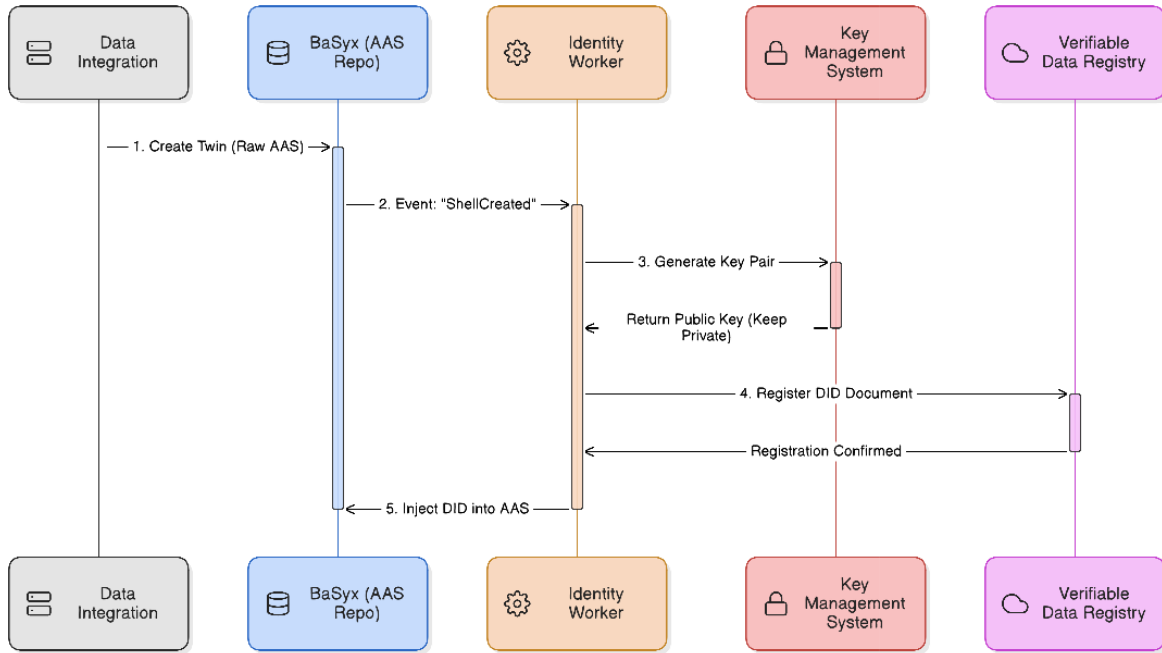 Data
Integration
BaSyx (AAS
Repo)
Identity
Worker
Key
Management
System
Verifiable
Data Registry
1. Create Twin (Raw AAS)
2. Event: "ShellCreated"
3. Generate Key Pair
Return Public Key (Keep
Private)
4. Register DID Document
Registration Confirmed
5. Inject DID into AAS
Data
Integration
BaSyx (AAS
Repo)
Identity
Worker
Key
Management
System
Verifiable
Data Registry